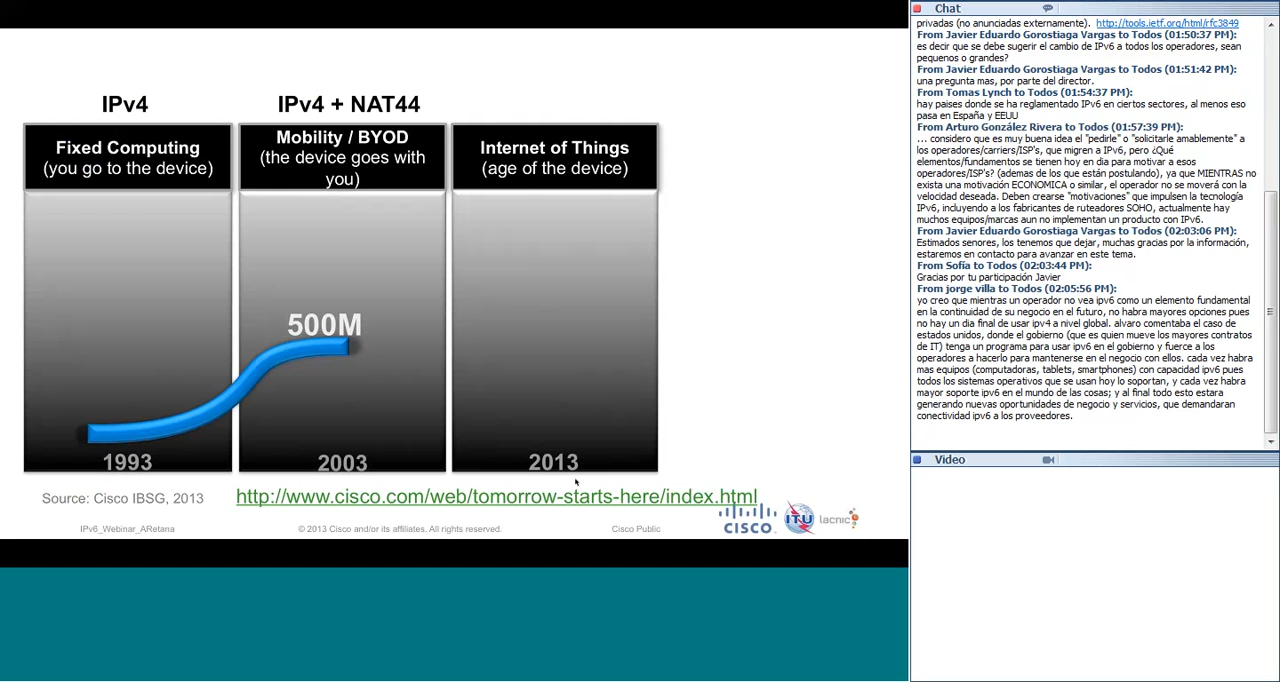 IPv4
IPv4 + NAT44
Fixed Computing
(you go to the device)
Mobility / BYOD
(the device goes with
you)
Internet of Things
(age of the device)
500M
1993
2003
2013
Source: Cisco IBSG, 2013
http://www.cisco.com/web/tomorrow-starts-here/index.html
IPv6_Webinar_ARetana
© 2013 Cisco and/or its affiliates. All rights reserved.
Cisco Public
CISCO
ITU
lacnic
Chat
privadas (no anunciadas externamente). http://tools.ietf.org/html/rfc3849
From Javier Eduardo Gorostiaga Vargas to Todos (01:50:37 PM):
es decir que se debe sugerir el cambio de IPv6 a todos los operadores, sean
pequenos o grandes?
From Javier Eduardo Gorostiaga Vargas to Todos (01:51:42 PM):
una pregunta mas, por parte del director.
From Tomas Lynch to Todos (01:54:37 PM):
hay paises donde se ha reglamentado IPv6 en ciertos sectores, al menos eso
pasa en España y EEUU
From Arturo González Rivera to Todos (01:57:39 PM):
... considero que es muy buena idea el "pedirle" o "solicitarle amablemente" a
los operadores/carriers/ISP's, que migren a IPv6, pero ¿Qué
elementos/fundamentos se tienen hoy en dia para motivar a esos
operadores/ISP's? (ademas de los que están postulando), ya que MIENTRAS no
exista una motivación ECONOMICA o similar, el operador no se moverá con la
velocidad deseada. Deben crearse "motivaciones" que impulsen la tecnología
IPv6, incluyendo a los fabricantes de ruteadores SOHO, actualmente hay
muchos equipos/marcas aun no implementan un producto con IPv6.
From Javier Eduardo Gorostiaga Vargas to Todos (02:03:06 PM):
Estimados senores, los tenemos que dejar, muchas gracias por la información,
estaremos en contacto para avanzar en este tema.
From Sofía to Todos (02:03:44 PM):
Gracias por tu participación Javier
From jorge villa to Todos (02:05:56 PM):
yo creo que mientras un operador no vea ipv6 como un elemento fundamental
en la continuidad de su negocio en el futuro, no habra mayores opciones pues
no hay un dia final de usar ipv4 a nivel global. alvaro comentaba el caso de
estados unidos, donde el gobierno (que es quien mueve los mayores contratos
de IT) tenga un programa para usar ipv6 en el gobierno y fuerce a los
operadores a hacerlo para mantenerse en el negocio con ellos. cada vez habra
mas equipos (computadoras, tablets, smartphones) con capacidad ipv6 pues
todos los sistemas operativos que se usan hoy lo soportan, y cada vez habra
mayor soporte ipv6 en el mundo de las cosas; y al final todo esto estara
generando nuevas oportunidades de negocio y servicios, que demandaran
conectividad ipv6 a los proveedores.
Video